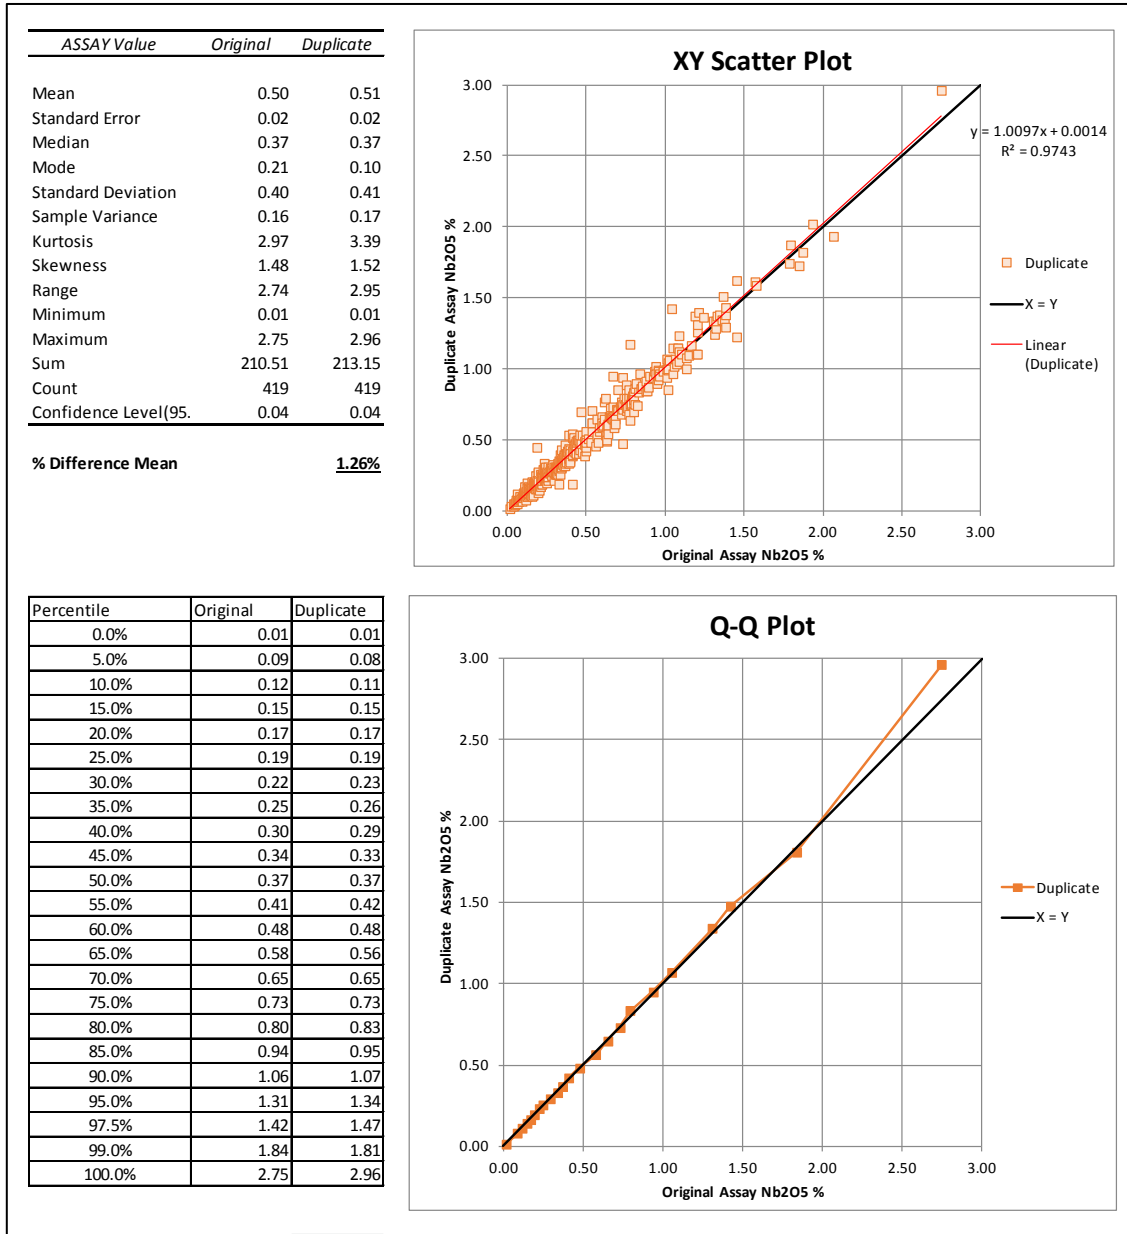 ASSAY Value Original Duplicate
Mean 0.50 0.51
Standard Error 0.02 0.02
Median 0.37 0.37
Mode 0.21 0.10
Standard Deviation 0.40 0.41
Sample Variance 0.16 0.17
Kurtosis 2.97 3.39
Skewness 1.48 1.52
Range 2.74 2.95
Minimum 0.01 0.01
Maximum 2.75 2.96
Sum 210.51 213.15
Count 419 419
Confidence Level(95. 0.04 0.04
% Difference Mean 1.26%
XY Scatter Plot
3.00
2.50
2.00
1.50
1.00
0.50
0.00
Duplicate Assay Nb2O5 %
0.00 0.50 1.00 1.50 2.00 2.50 3.00
Original Assay Nb2O5 %
y = 1.0097x + 0.0014
R² = 0.9743
Duplicate
X = Y
Linear
(Duplicate)
Percentile Original Duplicate
0.0% 0.01 0.01
5.0% 0.09 0.08
10.0% 0.12 0.11
15.0% 0.15 0.15
20.0% 0.17 0.17
25.0% 0.19 0.19
30.0% 0.22 0.23
35.0% 0.25 0.26
40.0% 0.30 0.29
45.0% 0.34 0.33
50.0% 0.37 0.37
55.0% 0.41 0.42
60.0% 0.48 0.48
65.0% 0.58 0.56
70.0% 0.65 0.65
75.0% 0.73 0.73
80.0% 0.80 0.83
85.0% 0.94 0.95
90.0% 1.06 1.07
95.0% 1.31 1.34
97.5% 1.42 1.47
99.0% 1.84 1.81
100.0% 2.75 2.96
Q-Q Plot
3.00
2.50
2.00
1.50
1.00
0.50
0.00
Duplicate Assay Nb2O5 %
0.00 0.50 1.00 1.50 2.00 2.50 3.00
Original Assay Nb2O5 %
Duplicate
X = Y